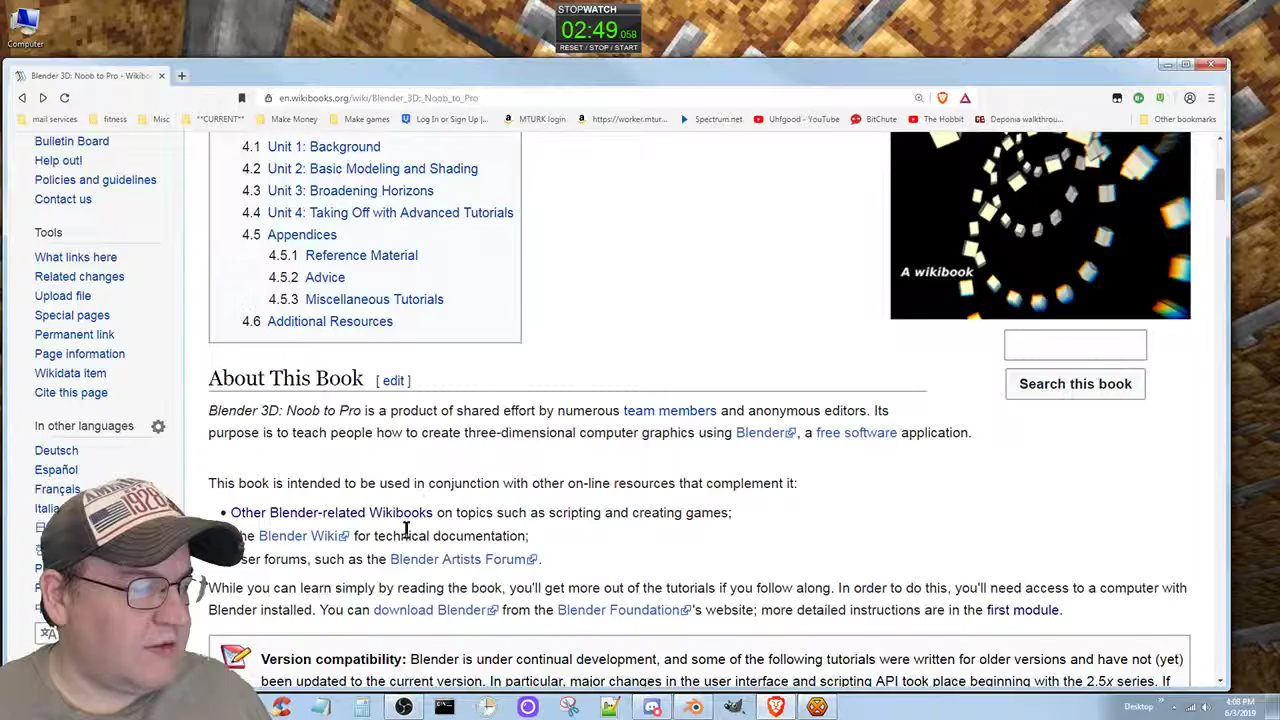 STOPWATCH
02:49.058
RESET / STOP / START
Computer
Blender 3D: Noob to Pro - Wikibo
en.wikibooks.org/wiki/Blender_3D:_Noob_to_Pro
mail services
fitness
Misc
**CURRENT**
Make Money
Make games
Log In or Sign Up |...
MTURK login
https://worker.mtur...
Spectrum.net
Uhfgood - YouTube
BitChute
The Hobbit
Deponia walkthrou...
Other bookmarks
Bulletin Board
Help out!
Policies and guidelines
Contact us
Tools
What links here
Related changes
Upload file
Special pages
Permanent link
Page information
Wikidata item
Cite this page
In other languages
Deutsch
Español
Français
4.1 Unit 1: Background
4.2 Unit 2: Basic Modeling and Shading
4.3 Unit 3: Broadening Horizons
4.4 Unit 4: Taking Off with Advanced Tutorials
4.5 Appendices
4.5.1 Reference Material
4.5.2 Advice
4.5.3 Miscellaneous Tutorials
4.6 Additional Resources
A wikibook
Search this book
About This Book [ edit ]
Blender 3D: Noob to Pro is a product of shared effort by numerous team members and anonymous editors. Its
purpose is to teach people how to create three-dimensional computer graphics using Blender, a free software application.
This book is intended to be used in conjunction with other on-line resources that complement it:
• Other Blender-related Wikibooks on topics such as scripting and creating games;
Blender Wiki for technical documentation;
forums, such as the Blender Artists Forum.
While you can learn simply by reading the book, you'll get more out of the tutorials if you follow along. In order to do this, you'll need access to a computer with
Blender installed. You can download Blender from the Blender Foundation's website; more detailed instructions are in the first module.
Version compatibility: Blender is under continual development, and some of the following tutorials were written for older versions and have not (yet)
been updated to the current version. In particular, major changes in the user interface and scripting API took place beginning with the 2.5x series. If
1928
Desktop
4:08 PM
6/3/2019